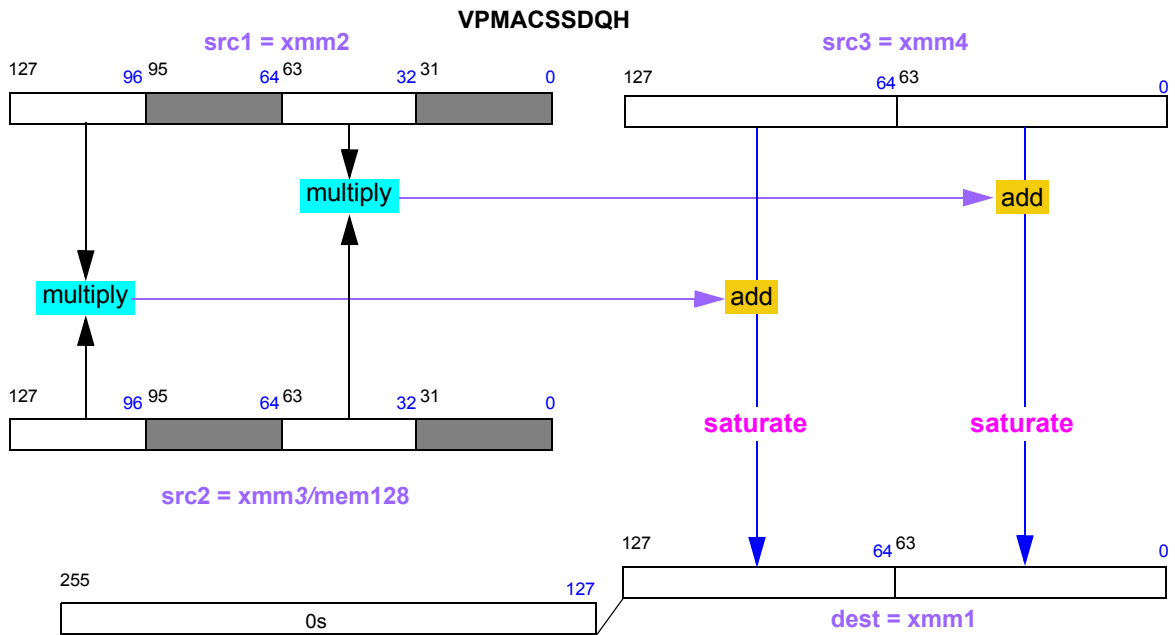 VPMACSSDQH
src1 = xmm2
src3 = xmm4
127 96 95 64 63 32 31 0
127 64 63 0
multiply
add
multiply
add
127 96 95 64 63 32 31 0
saturate
saturate
src2 = xmm3/mem128
127 64 63 0
255 127
0s
dest = xmm1